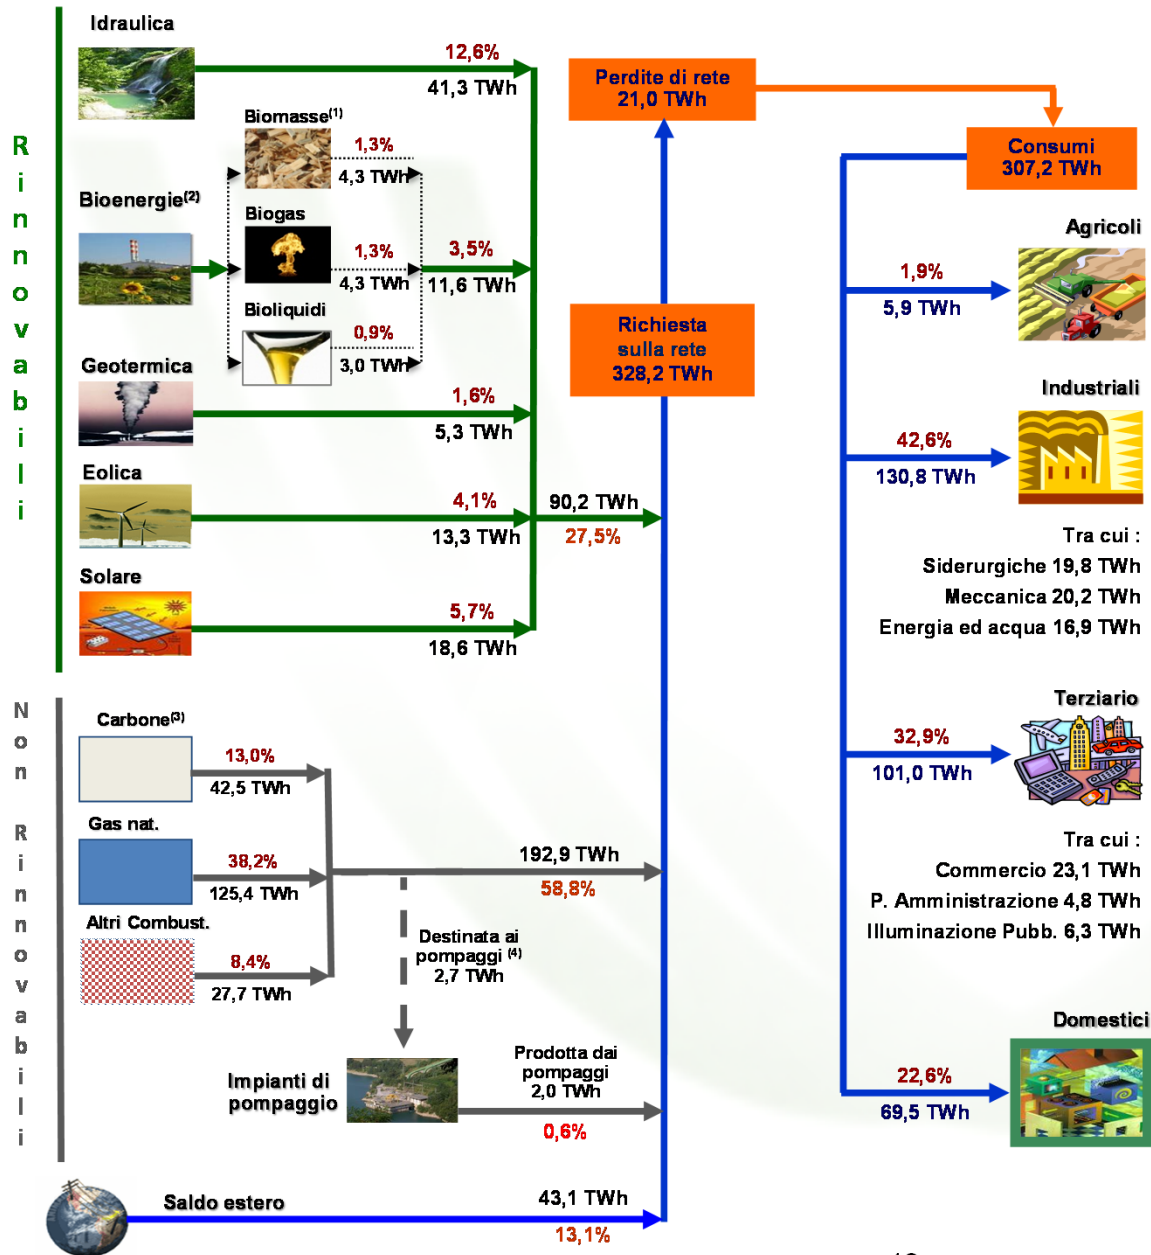 Idraulica
12,6%
41,3 TWh
Rinnovabili
Biomasse(1)
1,3%
4,3 TWh
Bioenergie(2)
Biogas
1,3%
4,3 TWh
3,5%
11,6 TWh
Bioliquidi
0,9%
3,0 TWh
Geotermica
1,6%
5,3 TWh
Eolica
4,1%
13,3 TWh
90,2 TWh
27,5%
Solare
5,7%
18,6 TWh
Non Rinnovabili
Carbone(3)
13,0%
42,5 TWh
Gas nat.
38,2%
125,4 TWh
192,9 TWh
58,8%
Altri Combust.
8,4%
27,7 TWh
Destinata ai
pompaggi (4)
2,7 TWh
Impianti di
pompaggio
Prodotta dai
pompaggi
2,0 TWh
0,6%
Saldo estero
43,1 TWh
13,1%
Perdite di rete
21,0 TWh
Richiesta
sulla rete
328,2 TWh
Consumi
307,2 TWh
Agricoli
1,9%
5,9 TWh
Industriali
42,6%
130,8 TWh
Tra cui :
Siderurgiche 19,8 TWh
Meccanica 20,2 TWh
Energia ed acqua 16,9 TWh
Terziario
32,9%
101,0 TWh
Tra cui :
Commercio 23,1 TWh
P. Amministrazione 4,8 TWh
Illuminazione Pubb. 6,3 TWh
Domestici
22,6%
69,5 TWh